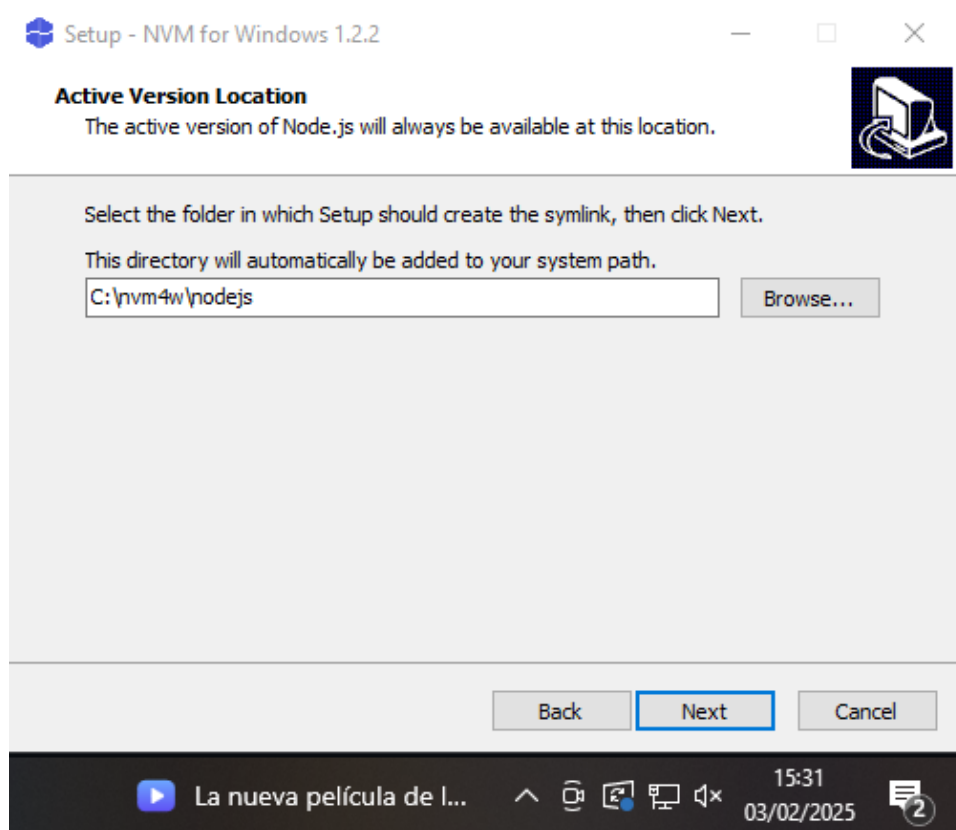 Setup - NVM for Windows 1.2.2
Active Version Location
The active version of Node.js will always be available at this location.
Select the folder in which Setup should create the symlink, then click Next.
This directory will automatically be added to your system path.
C:\nvm4w\nodejs
Browse...
Back
Next
Cancel
La nueva película de l...
15:31
03/02/2025
2